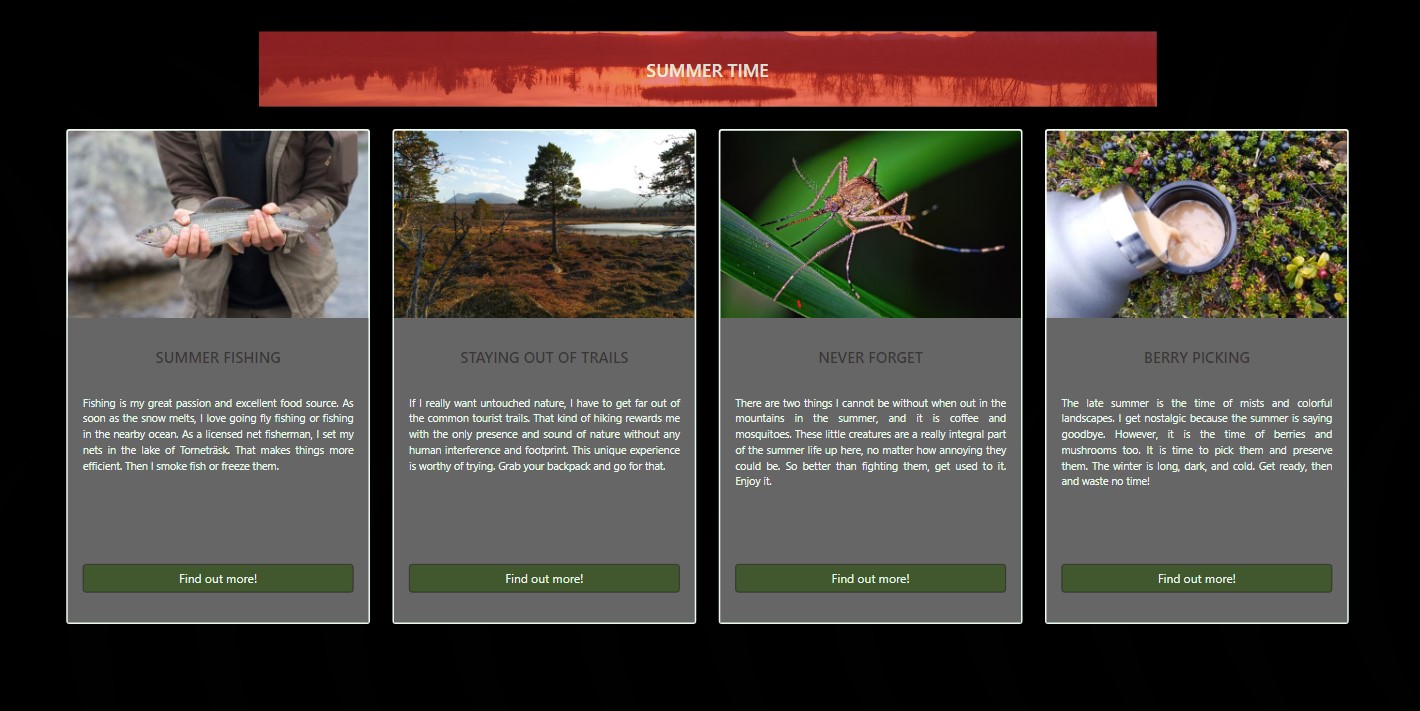 SUMMER TIME
SUMMER FISHING
Fishing is my great passion and excellent food source. As
soon as the snow melts, I love going fly fishing or fishing
in the nearby ocean. As a licensed net fisherman, I set my
nets in the lake of Torneträsk. That makes things more
efficient. Then I smoke fish or freeze them.
Find out more!
STAYING OUT OF TRAILS
If I really want untouched nature, I have to get far out of
the common tourist trails. That kind of hiking rewards me
with the only presence and sound of nature without any
human interference and footprint. This unique experience
is worthy of trying. Grab your backpack and go for that.
Find out more!
NEVER FORGET
There are two things I cannot be without when out in the
mountains in the summer, and it is coffee and
mosquitoes. These little creatures are a really integral part
of the summer life up here, no matter how annoying they
could be. So better than fighting them, get used to it.
Enjoy it.
Find out more!
BERRY PICKING
The late summer is the time of mists and colorful
landscapes. I get nostalgic because the summer is saying
goodbye. However, it is the time of berries and
mushrooms too. It is time to pick them and preserve
them. The winter is long, dark, and cold. Get ready, then
and waste no time!
Find out more!